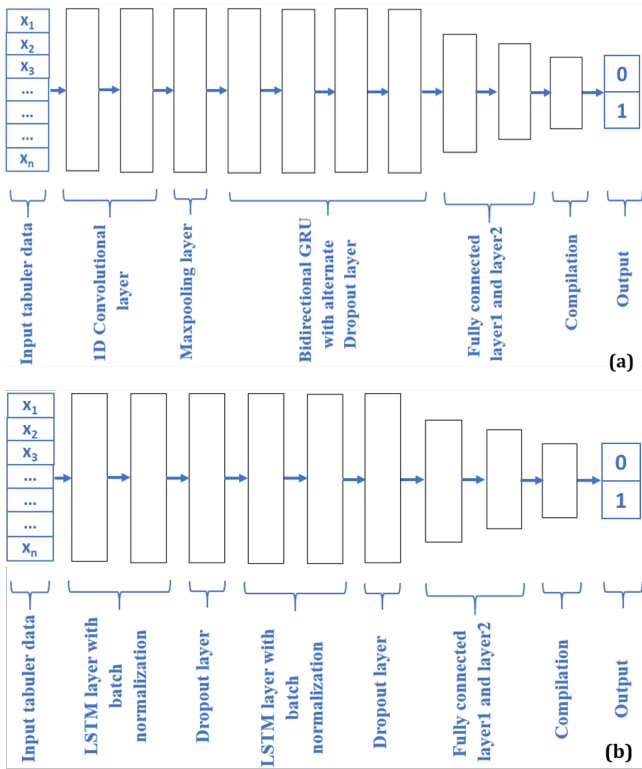 x1
x2
x3
...
...
...
xn
0
1
Input tabuler data
1D Convolutional
layer
Maxpooling layer
Bidirectional GRU
with alternate
Dropout layer
Fully connected
layer1 and layer2
Compilation
Output
(a)
x1
x2
x3
...
...
...
xn
0
1
Input tabuler data
LSTM layer with
batch
normalization
Dropout layer
LSTM layer with
batch
normalization
Dropout layer
Fully connected
layer1 and layer2
Compilation
Output
(b)